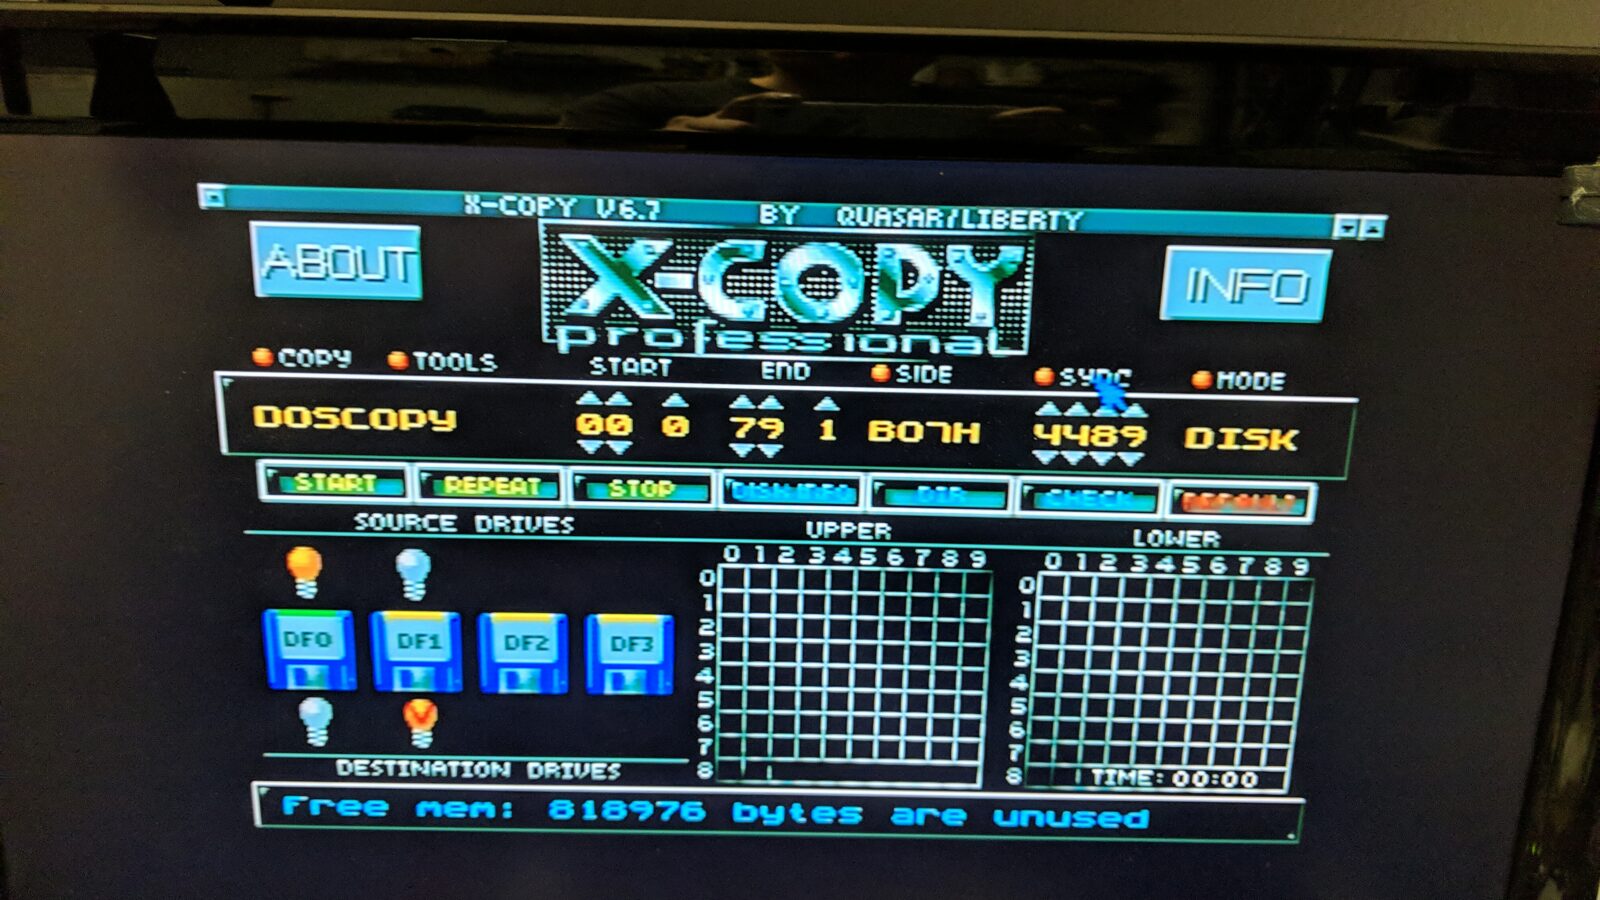 X-COPY V6.7 BY QUASAR/LIBERTY
ABOUT
X-COPY
professional
INFO
COPY TOOLS START END SIDE SYNC MODE
DOSCOPY 00 0 79 1 BOTH 4489 DISK
START REPEAT STOP DISKINFO DIR CHECK DEFAULT
SOURCE DRIVES
UPPER
LOWER
0 1 2 3 4 5 6 7 8 9
0 1 2 3 4 5 6 7 8 9
0
1
2
3
4
5
6
7
8
0
1
2
3
4
5
6
7
8
DF0 DF1 DF2 DF3
V
TIME: 00:00
DESTINATION DRIVES
Free mem: 818976 bytes are unused